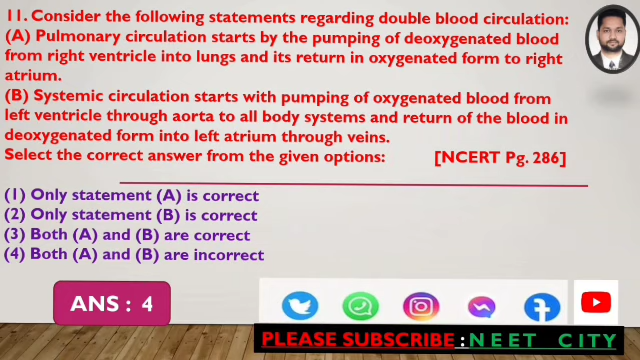 11. Consider the following statements regarding double blood circulation:
(A) Pulmonary circulation starts by the pumping of deoxygenated blood
from right ventricle into lungs and its return in oxygenated form to right
atrium.
(B) Systemic circulation starts with pumping of oxygenated blood from
left ventricle through aorta to all body systems and return of the blood in
deoxygenated form into left atrium through veins.
Select the correct answer from the given options: [NCERT Pg. 286]
(1) Only statement (A) is correct
(2) Only statement (B) is correct
(3) Both (A) and (B) are correct
(4) Both (A) and (B) are incorrect
ANS : 4
PLEASE SUBSCRIBE : NEET CITY